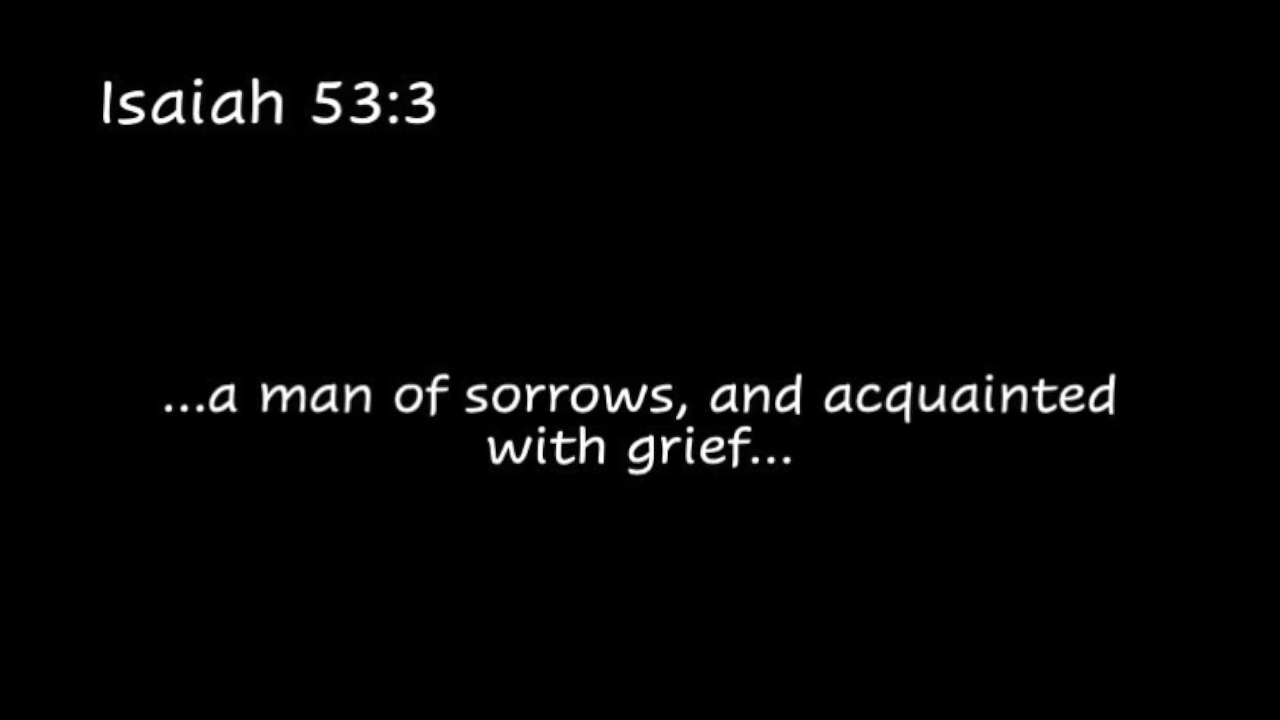 Isaiah 53:3
...a man of sorrows, and acquainted
with grief...